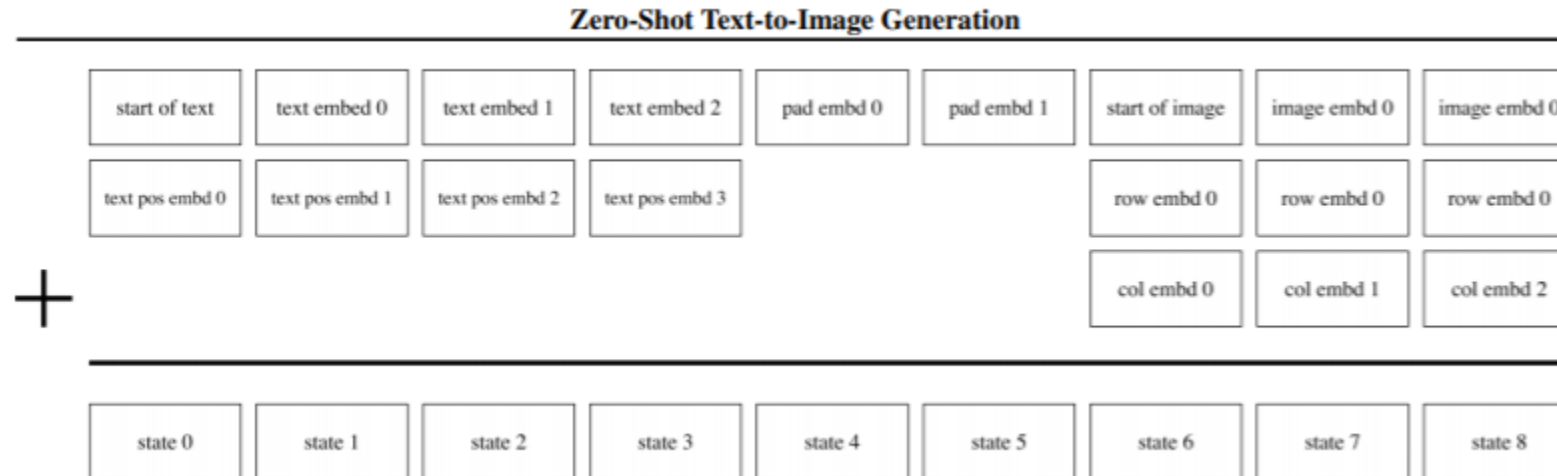 Zero-Shot Text-to-Image Generation
start of text text embed 0 text embed 1 text embed 2 pad embd 0 pad embd 1 start of image image embd 0 image embd 0
text pos embd 0 text pos embd 1 text pos embd 2 text pos embd 3 row embd 0 row embd 0 row embd 0
+ col embd 0 col embd 1 col embd 2
state 0 state 1 state 2 state 3 state 4 state 5 state 6 state 7 state 8